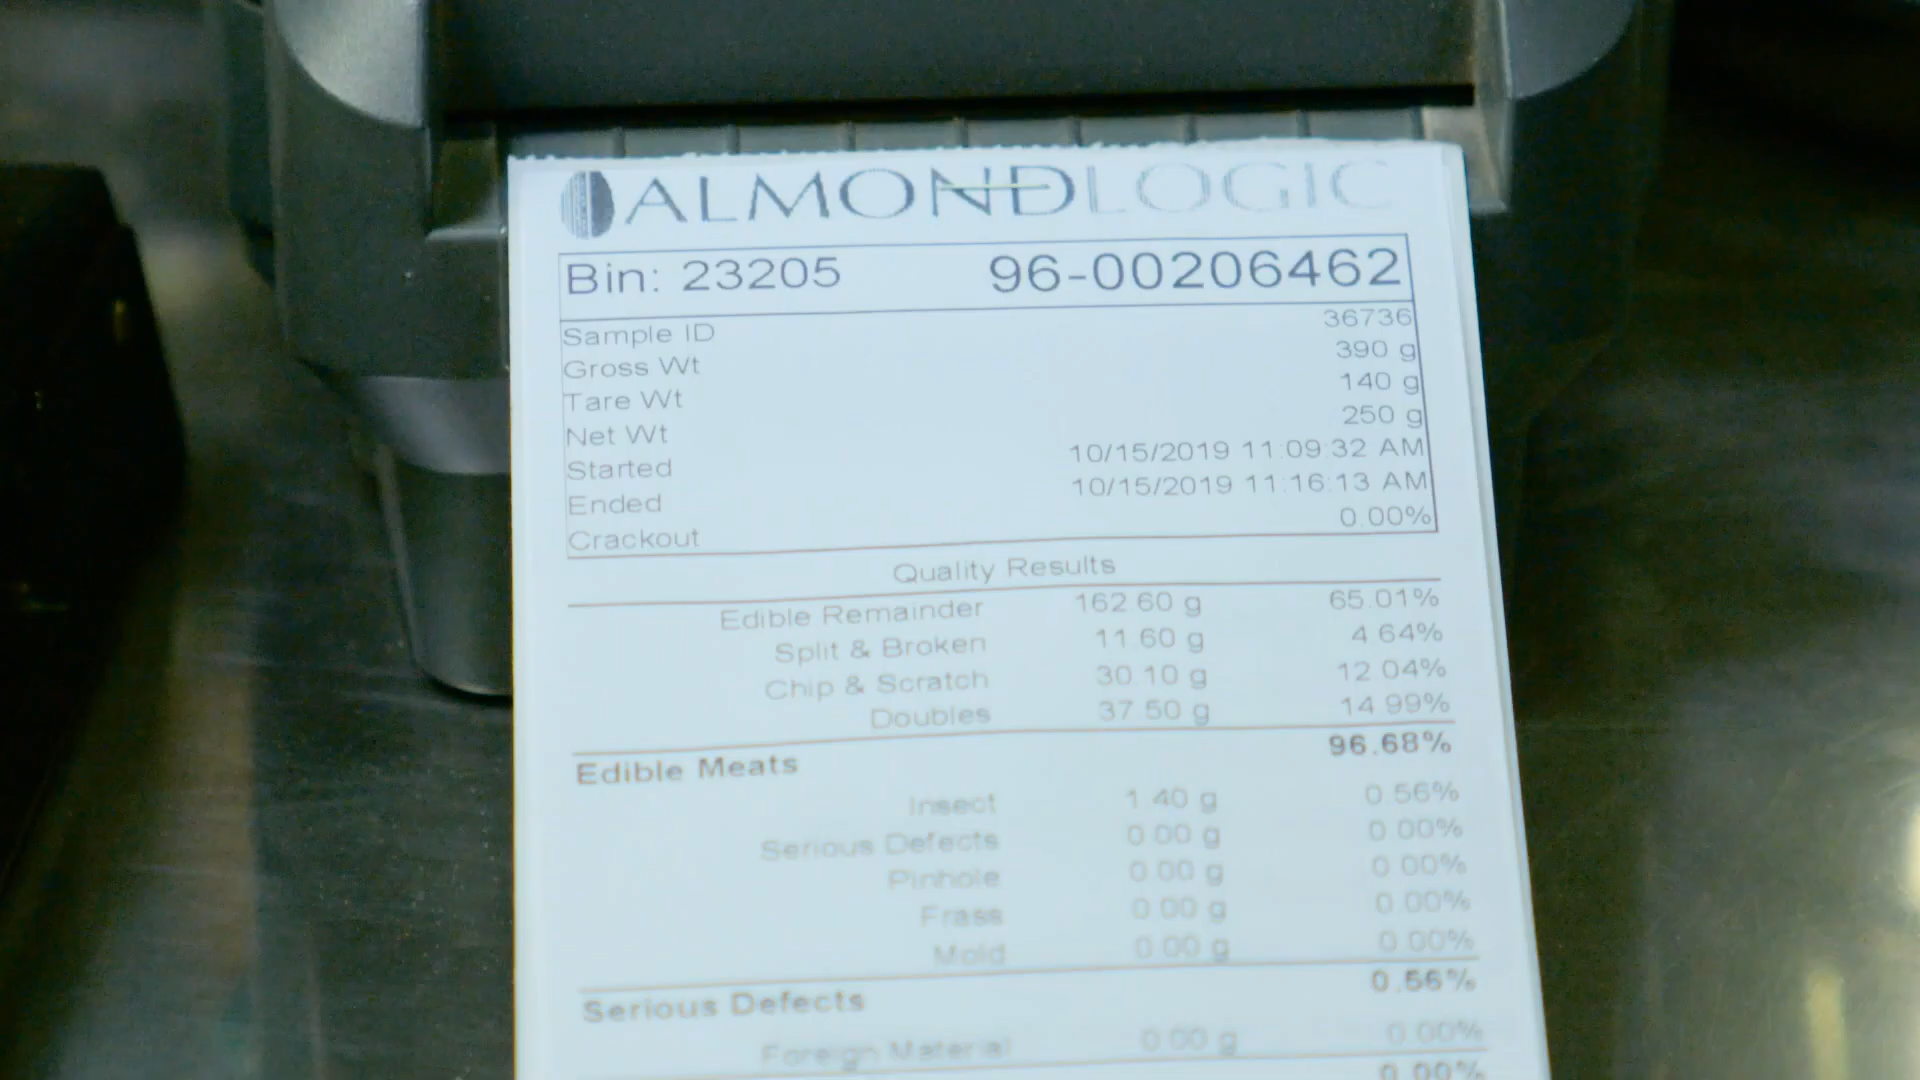 ALMONDLOGIC
Bin: 23205 96-00206462
Sample ID 36736
Gross Wt 390 g
Tare Wt 140 g
Net Wt 250 g
Started 10/15/2019 11:09:32 AM
Ended 10/15/2019 11:16:13 AM
Crackout 0.00%
Quality Results
Edible Remainder 162.60 g 65.01%
Split & Broken 11.60 g 4.64%
Chip & Scratch 30.10 g 12.04%
Doubles 37.50 g 14.99%
Edible Meats 96.68%
Insect 1.40 g 0.56%
Serious Defects 0.00 g 0.00%
Pinhole 0.00 g 0.00%
Frass 0.00 g 0.00%
Mold 0.00 g 0.00%
Serious Defects 0.56%
Foreign Material 0.00 g 0.00%
0.00%